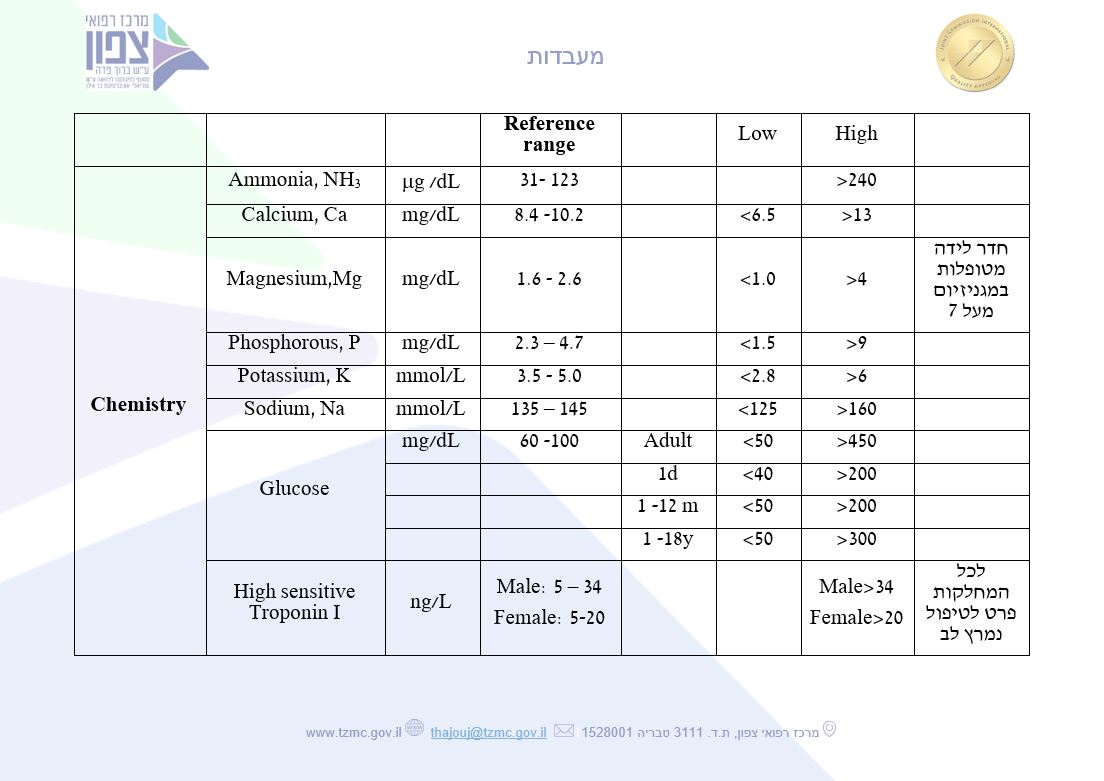 מרכז רפואי
צפון
ע"ש ברוך פדה
מעבדות
JOINT COMMISSION INTERNATIONAL
QUALITY APPROVAL
Reference range Low High
Chemistry
Ammonia, NH₃ µg /dL 31- 123 >240
Calcium, Ca mg/dL 8.4 -10.2 <6.5 >13
Magnesium,Mg mg/dL 1.6 - 2.6 <1.0 >4 חדר לידה מטופלות במגניזיום מעל 7
Phosphorous, P mg/dL 2.3 – 4.7 <1.5 >9
Potassium, K mmol/L 3.5 - 5.0 <2.8 >6
Sodium, Na mmol/L 135 – 145 <125 >160
Glucose mg/dL 60 -100 Adult <50 >450
1d <40 >200
1 -12 m <50 >200
1 -18y <50 >300
High sensitive Troponin I ng/L Male: 5 – 34 Female: 5-20 Male>34 Female>20 לכל המחלקות פרט לטיפול נמרץ לב
מרכז רפואי צפון, ת.ד. 3111 טבריה 1528001 thajouj@tzmc.gov.il www.tzmc.gov.il